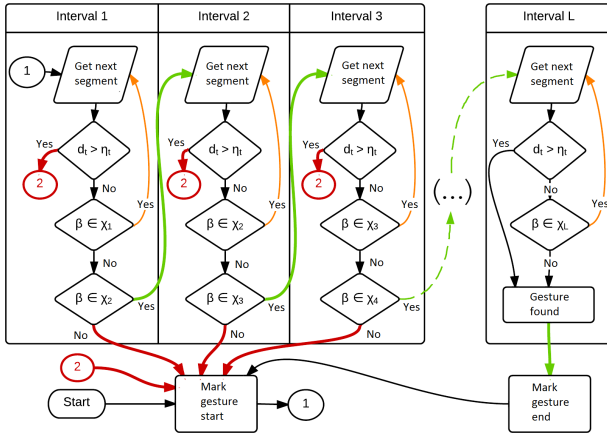 Interval 1
Interval 2
Interval 3
Interval L
1
Get next
segment
Get next
segment
Get next
segment
Get next
segment
Yes
dₜ > ηₜ
Yes
dₜ > ηₜ
Yes
dₜ > ηₜ
Yes
dₜ > ηₜ
2
2
2
No
No
No
No
(...)
β ∈ χ₁
Yes
β ∈ χ₂
Yes
β ∈ χ₃
Yes
β ∈ χL
Yes
No
No
No
No
β ∈ χ₂
Yes
β ∈ χ₃
Yes
β ∈ χ₄
Yes
Gesture
found
No
No
No
2
Start
Mark
gesture
start
1
Mark
gesture
end